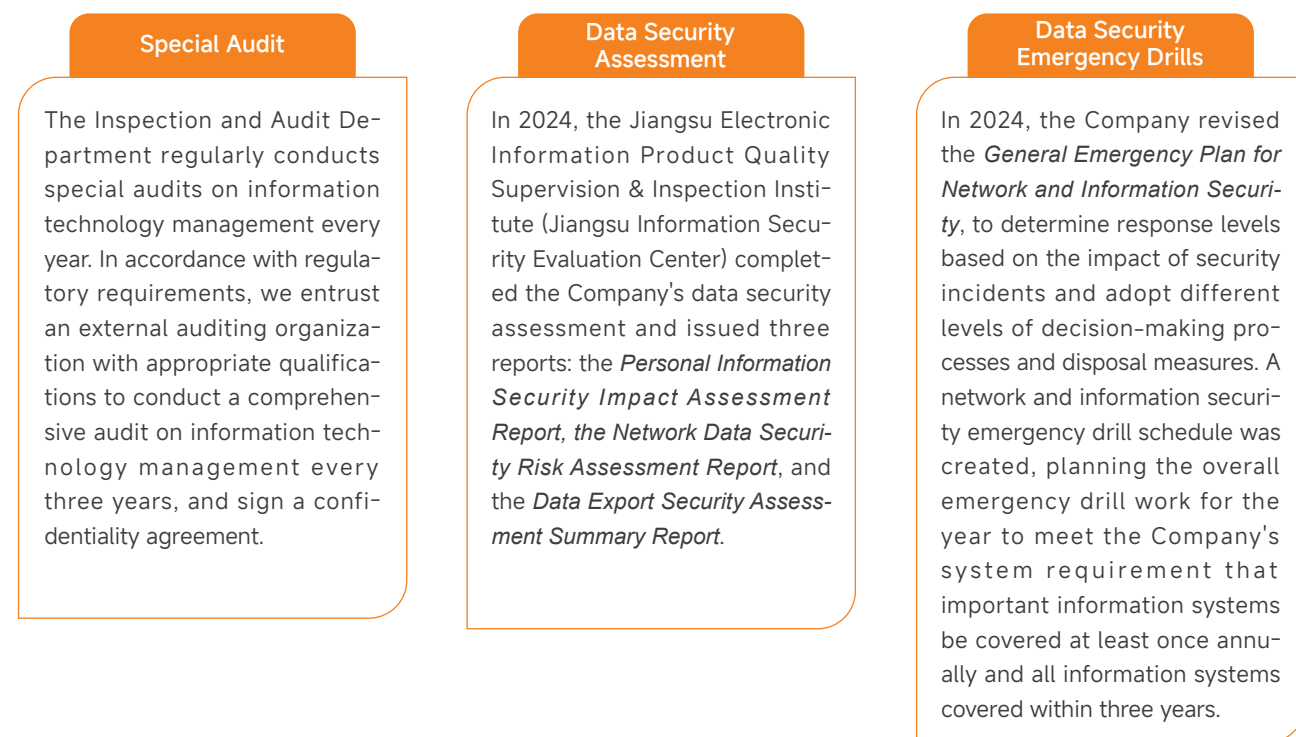 Special Audit
The Inspection and Audit De-
partment regularly conducts
special audits on information
technology management every
year. In accordance with regula-
tory requirements, we entrust
an external auditing organiza-
tion with appropriate qualifica-
tions to conduct a comprehen-
sive audit on information tech-
nology management every
three years, and sign a confi-
dentiality agreement.
Data Security
Assessment
In 2024, the Jiangsu Electronic
Information Product Quality
Supervision & Inspection Insti-
tute (Jiangsu Information Secu-
rity Evaluation Center) complet-
ed the Company's data security
assessment and issued three
reports: the Personal Information
Security Impact Assessment
Report, the Network Data Securi-
ty Risk Assessment Report, and
the Data Export Security Assess-
ment Summary Report.
Data Security
Emergency Drills
In 2024, the Company revised
the General Emergency Plan for
Network and Information Securi-
ty, to determine response levels
based on the impact of security
incidents and adopt different
levels of decision-making pro-
cesses and disposal measures. A
network and information securi-
ty emergency drill schedule was
created, planning the overall
emergency drill work for the
year to meet the Company's
system requirement that
important information systems
be covered at least once annu-
ally and all information systems
covered within three years.